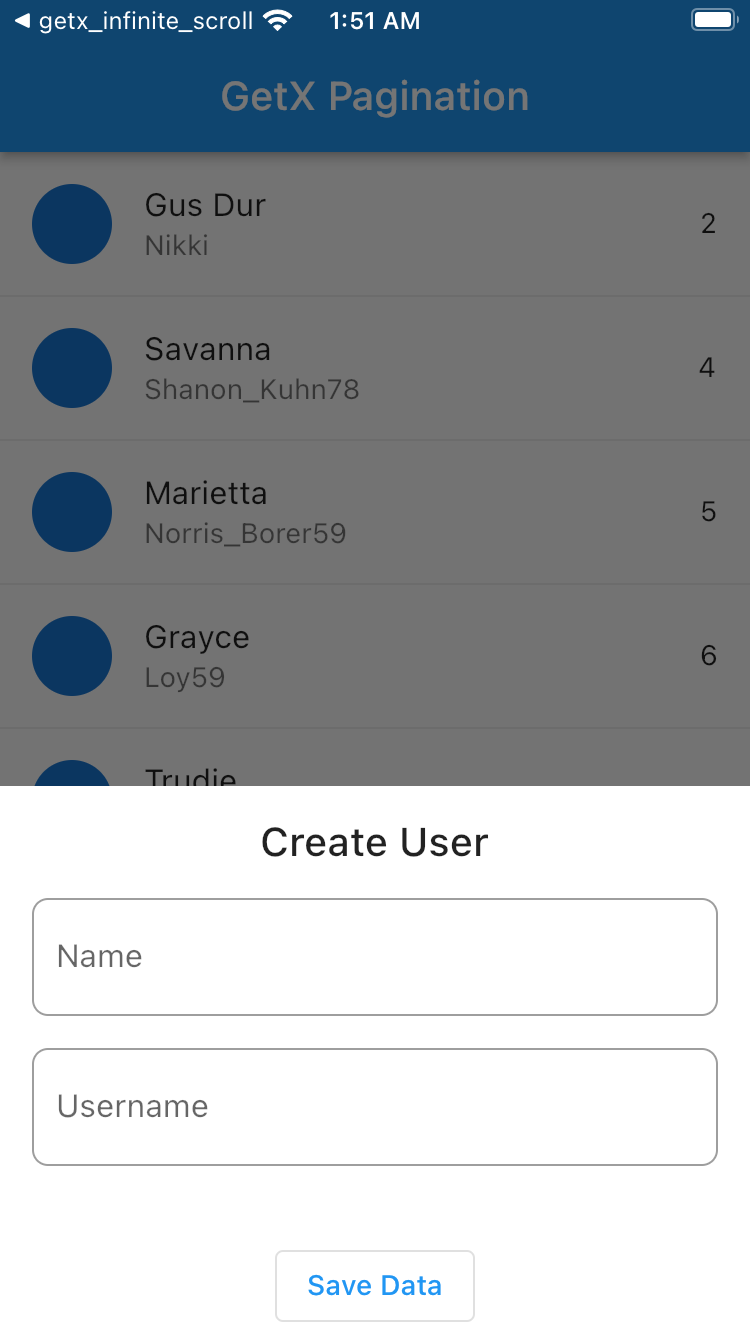 getx_infinite_scroll 1:51 AM
GetX Pagination
Gus Dur
Nikki
2
Savanna
Shanon_Kuhn78
4
Marietta
Norris_Borer59
5
Grayce
Loy59
6
Trudie
Create User
Name
Username
Save Data